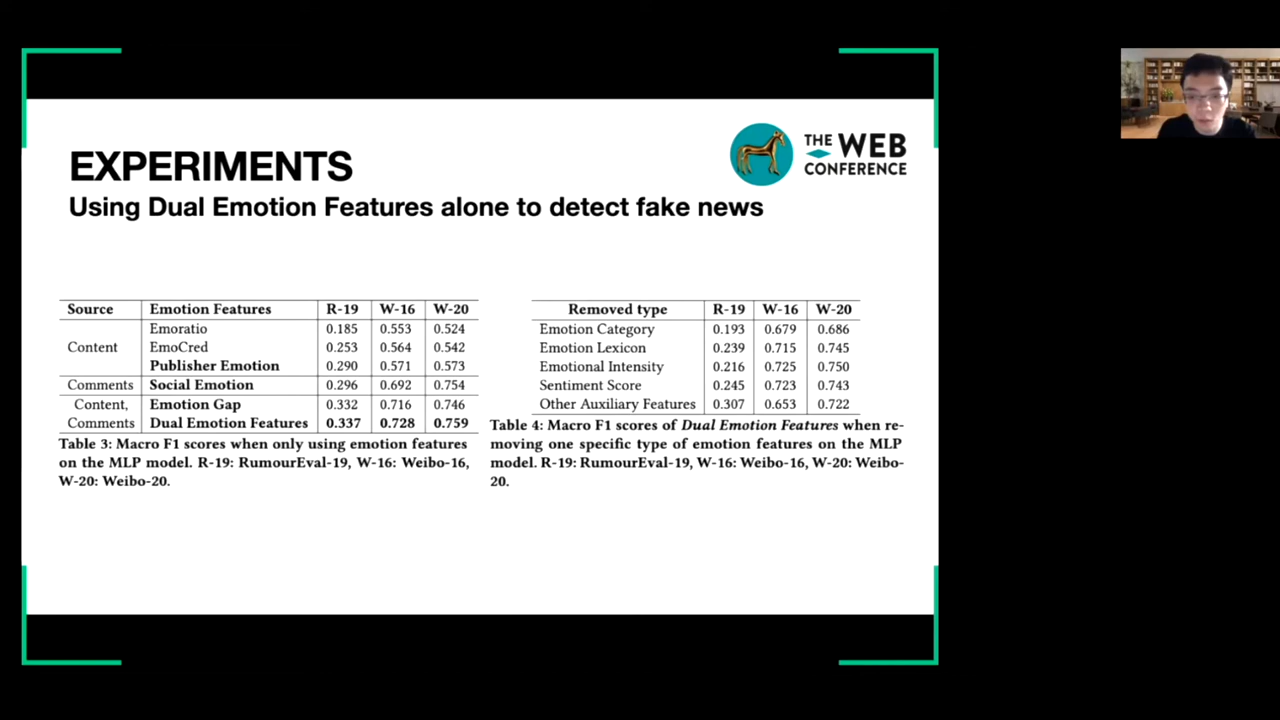 EXPERIMENTS
Using Dual Emotion Features alone to detect fake news
THE WEB
CONFERENCE
Source Emotion Features R-19 W-16 W-20
Emoratio 0.185 0.553 0.524
Content EmoCred 0.253 0.564 0.542
Publisher Emotion 0.290 0.571 0.573
Comments Social Emotion 0.296 0.692 0.754
Content, Emotion Gap 0.332 0.716 0.746
Comments Dual Emotion Features 0.337 0.728 0.759
Table 3: Macro F1 scores when only using emotion features
on the MLP model. R-19: RumourEval-19, W-16: Weibo-16,
W-20: Weibo-20.
Removed type R-19 W-16 W-20
Emotion Category 0.193 0.679 0.686
Emotion Lexicon 0.239 0.715 0.745
Emotional Intensity 0.216 0.725 0.750
Sentiment Score 0.245 0.723 0.743
Other Auxiliary Features 0.307 0.653 0.722
Table 4: Macro F1 scores of Dual Emotion Features when re-
moving one specific type of emotion features on the MLP
model. R-19: RumourEval-19, W-16: Weibo-16, W-20: Weibo-
20.